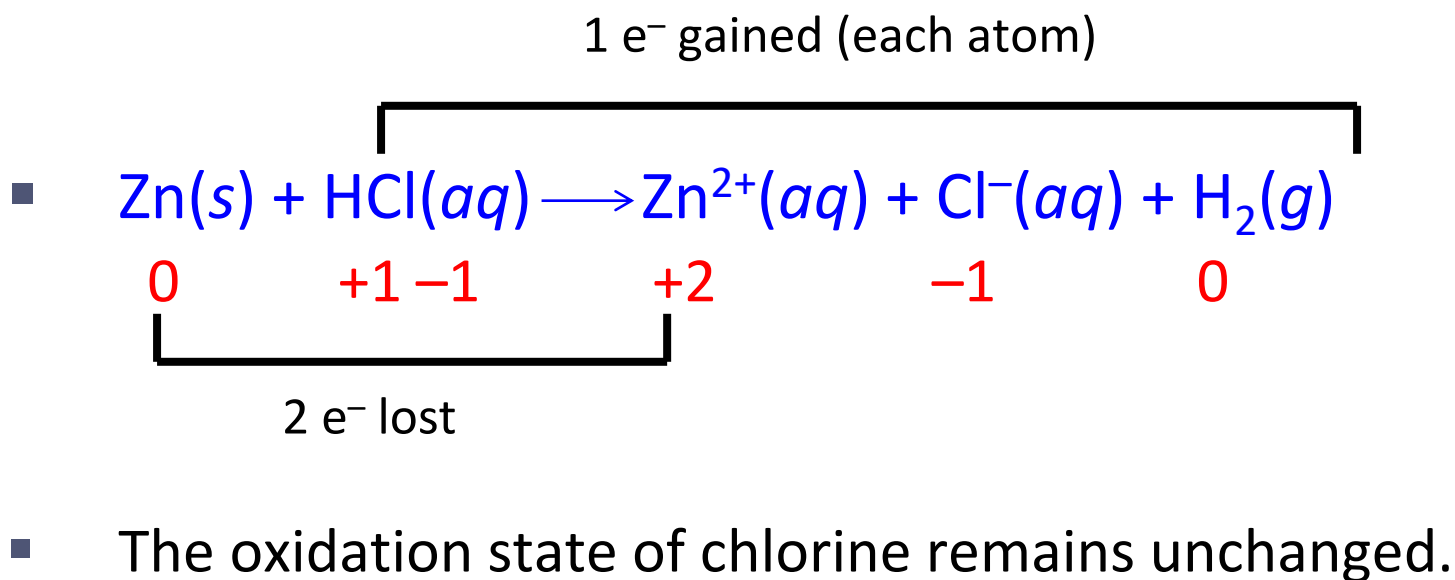 1 e⁻ gained (each atom)
▪ Zn(s) + HCl(aq) ⟶ Zn²⁺(aq) + Cl⁻(aq) + H₂(g)
0 +1 –1 +2 –1 0
2 e⁻ lost
▪ The oxidation state of chlorine remains unchanged.